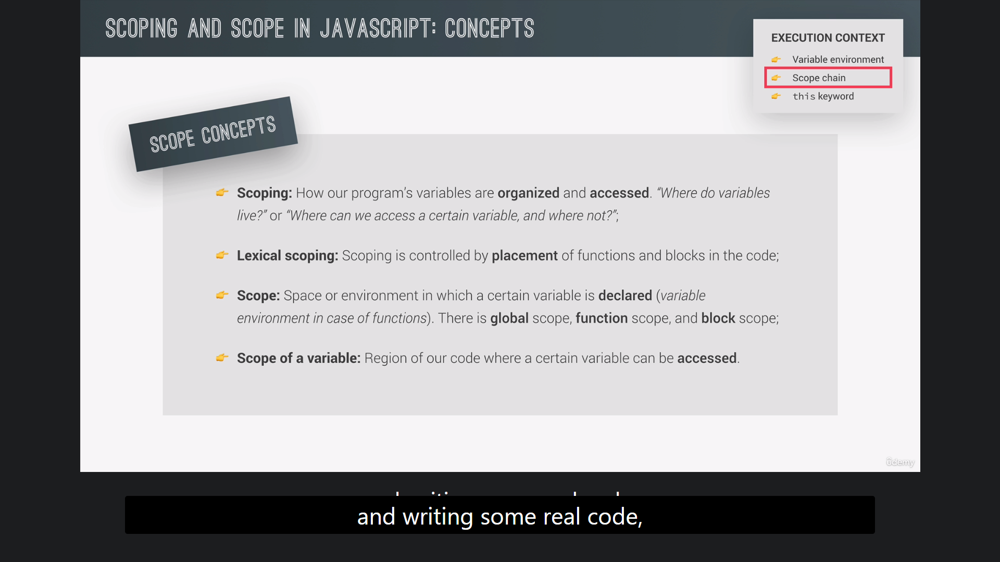 SCOPING AND SCOPE IN JAVASCRIPT: CONCEPTS
EXECUTION CONTEXT
Variable environment
Scope chain
this keyword
SCOPE CONCEPTS
Scoping: How our program's variables are organized and accessed. “Where do variables
live?” or “Where can we access a certain variable, and where not?”;
Lexical scoping: Scoping is controlled by placement of functions and blocks in the code;
Scope: Space or environment in which a certain variable is declared (variable
environment in case of functions). There is global scope, function scope, and block scope;
Scope of a variable: Region of our code where a certain variable can be accessed.
ûdemy
and writing some real code,